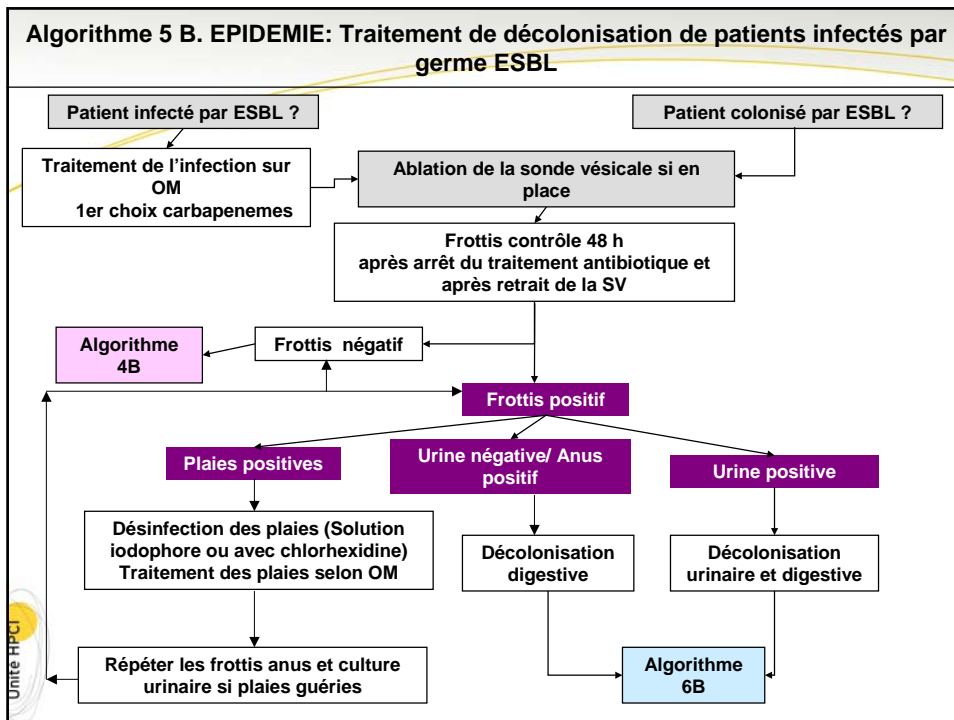 Algorithme 5 B. EPIDEMIE: Traitement de décolonisation de patients infectés par
germe ESBL
Patient infecté par ESBL ?
Patient colonisé par ESBL ?
Traitement de l'infection sur
OM
1er choix carbapenemes
Ablation de la sonde vésicale si en
place
Frottis contrôle 48 h
après arrêt du traitement antibiotique et
après retrait de la SV
Algorithme
4B
Frottis négatif
Frottis positif
Plaies positives
Urine négative/ Anus
positif
Urine positive
Désinfection des plaies (Solution
iodophore ou avec chlorhexidine)
Traitement des plaies selon OM
Décolonisation
digestive
Décolonisation
urinaire et digestive
Répéter les frottis anus et culture
urinaire si plaies guéries
Algorithme
6B
Unité HPCI